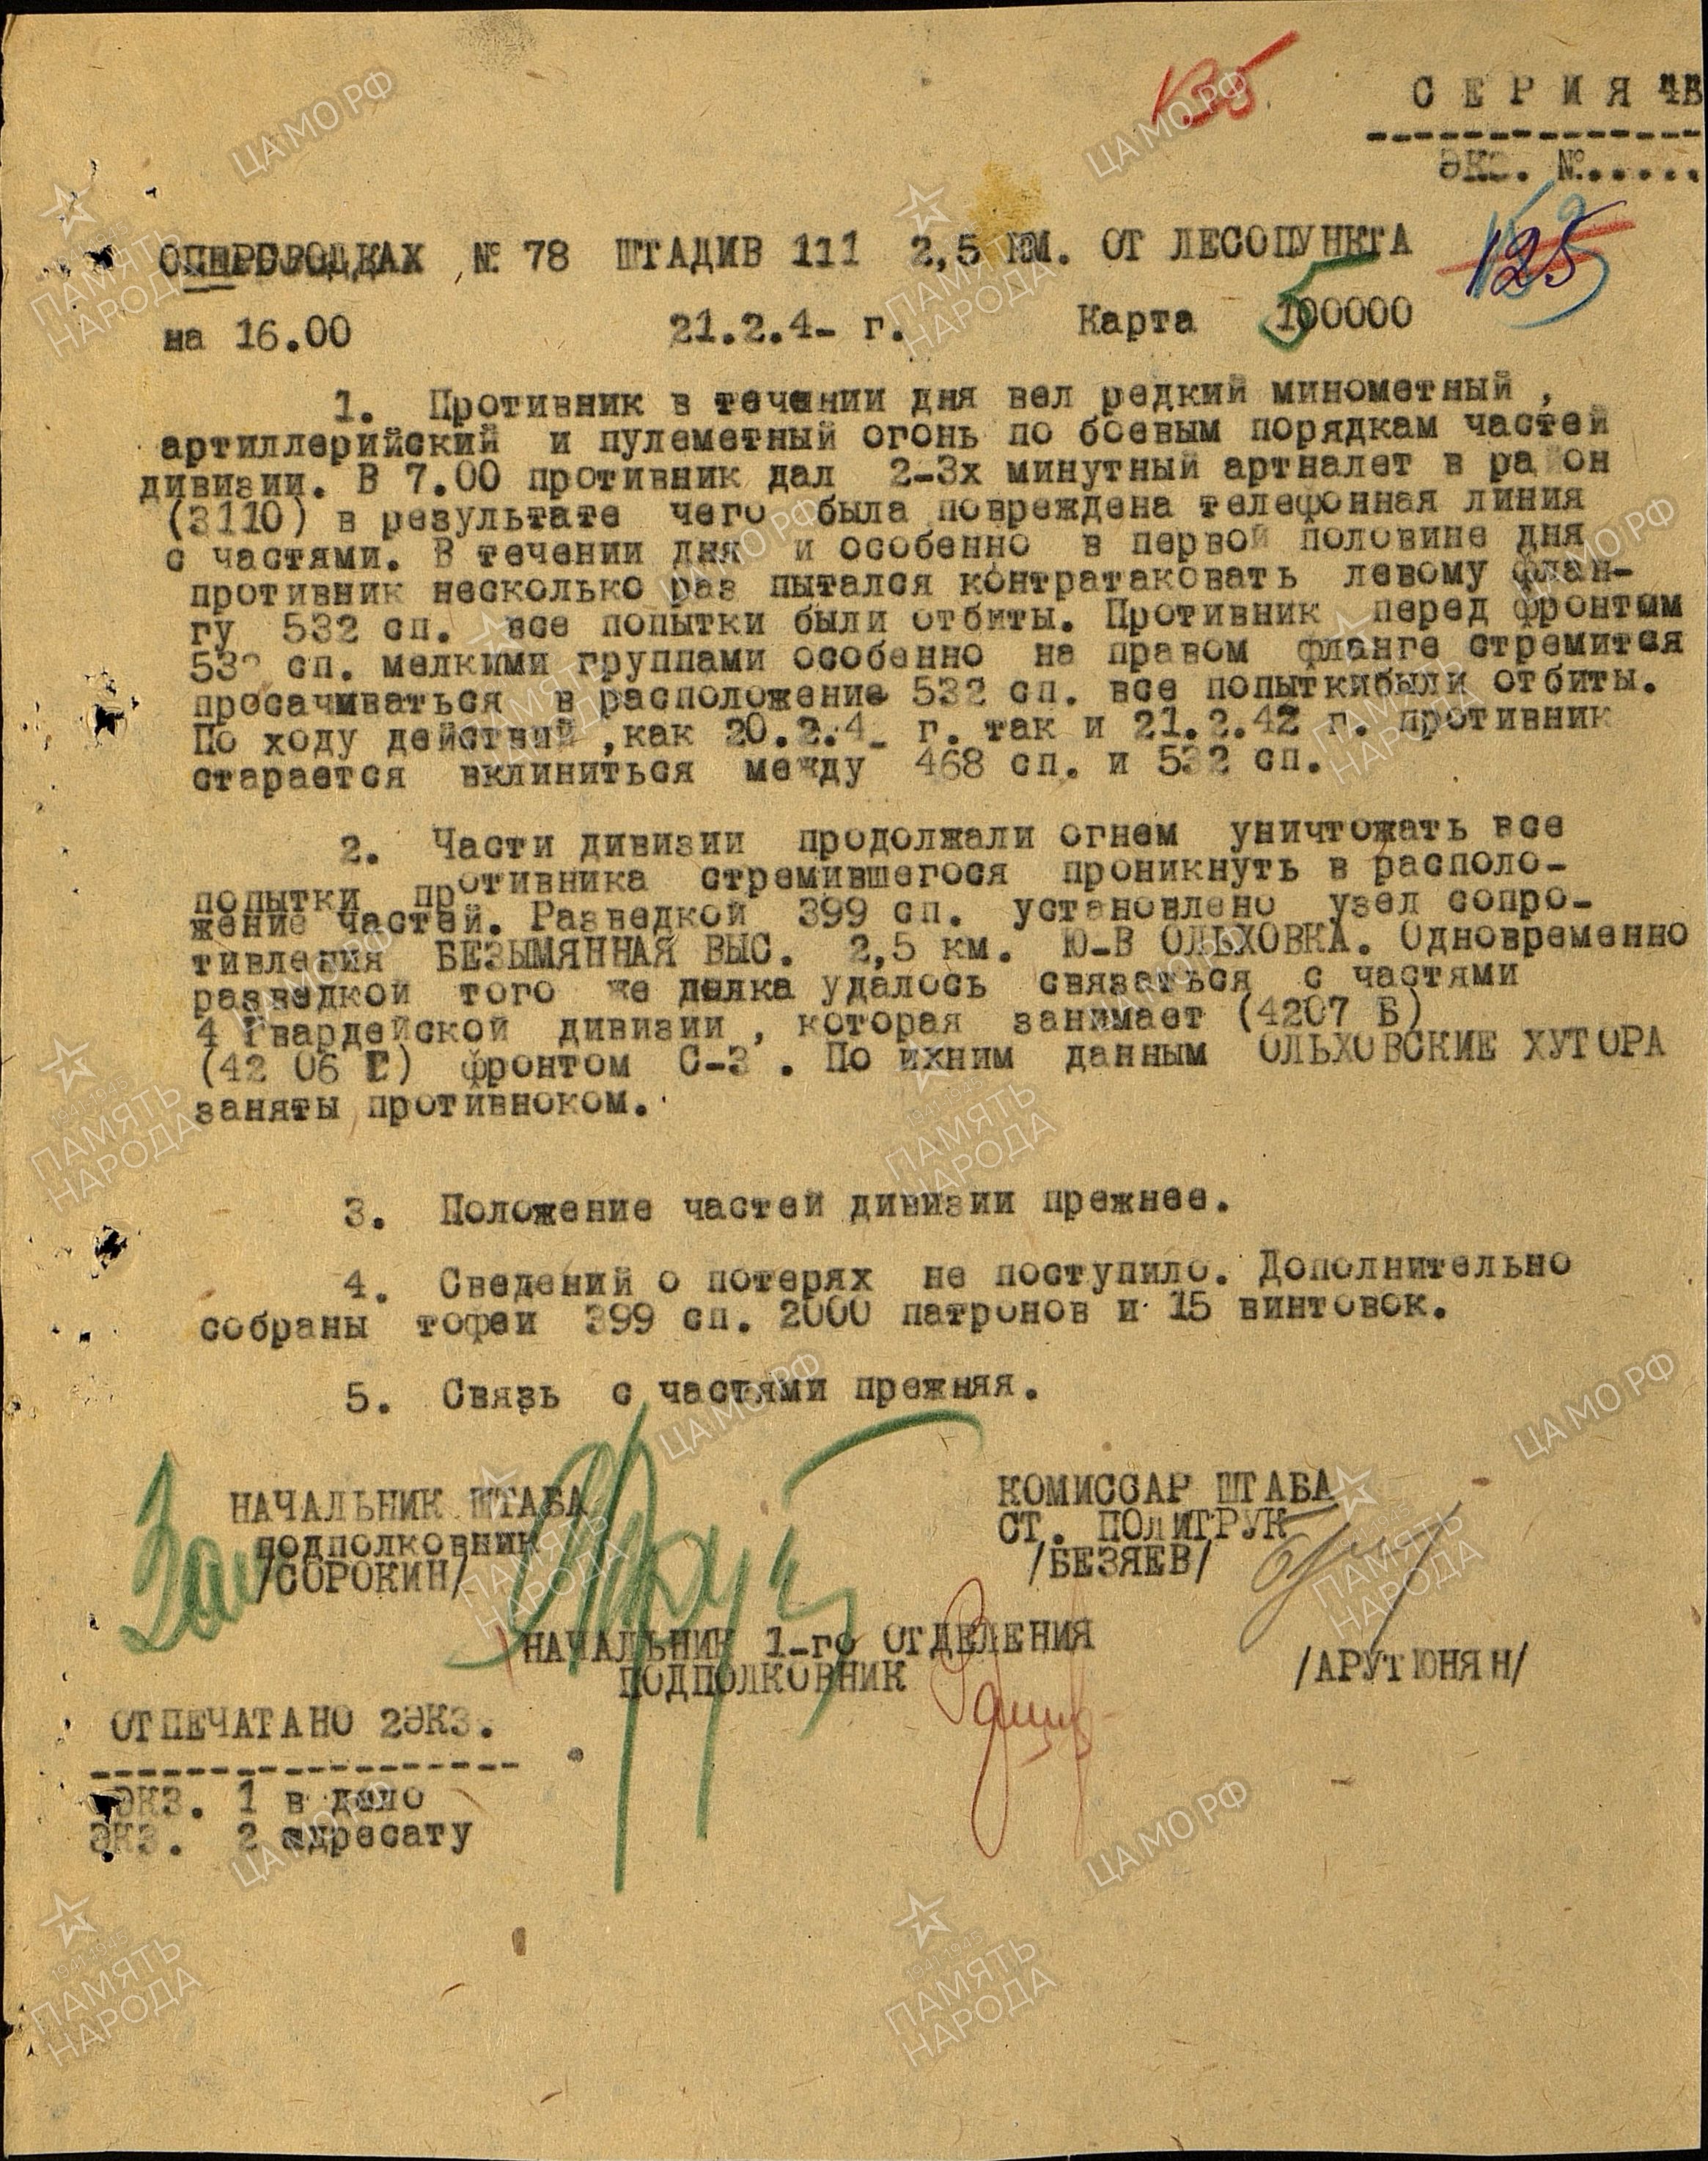 135
СЕРИЯ "В
ЭКЗ. №.....
ОПЕРСВОДКАХ № 78 ШТАДИВ 111 2,5 КМ. ОТ ЛЕСОПУНКТА
125
на 16.00 21.2.4- г. Карта 100000
5
1. Противник в течении дня вел редкий минометный ,
артиллерийский и пулеметный огонь по боевым порядкам частей
дивизии. В 7.00 противник дал 2-3х минутный артналет в район
(3110) в результате чего была повреждена телефонная линия
с частями. В течении дня и особенно в первой половине дня
противник несколько раз пытался контратаковать левому флан-
гу 532 сп. все попытки были отбиты. Противник перед фронтом
532 сп. мелкими группами особенно на правом фланге стремится
просачиваться в расположение 532 сп. все попыткибыли отбиты.
По ходу действий ,как 20.2.4- г. так и 21.2.42 г. противник
старается вклиниться между 468 сп. и 532 сп.
2. Части дивизии продолжали огнем уничтожать все
попытки противника стремившегося проникнуть в располо-
жение частей. Разведкой 399 сп. установлено узел сопро-
тивления БЕЗЫМЯННАЯ ВЫС. 2,5 км. Ю-В ОЛЬХОВКА. Одновременно
разведкой того же полка удалось связаться с частями
4 Гвардейской дивизии , которая занимает (4207 Б)
(42 06 Г) фронтом С-З . По ихним данным ОЛЬХОВСКИЕ ХУТОРА
заняты противноком.
3. Положение частей дивизии прежнее.
4. Сведений о потерях не поступило. Дополнительно
собраны тофеи 399 сп. 2000 патронов и 15 винтовок.
5. Связь с частями прежняя.
НАЧАЛЬНИК ШТАБА КОМИССАР ШТАБА
подполковник СТ. ПОЛИТРУК
/СОРОКИН/ /БЕЗЯЕВ/
Зам
НАЧАЛЬНИК 1-го ОТДЕЛЕНИЯ
ПОДПОЛКОВНИК /АРУТЮНЯН/
ОТПЕЧАТАНО 2ЭКЗ.
ЭКЗ. 1 в дело
ЭКЗ. 2 адресату
ЦАМО РФ
ПАМЯТЬ НАРОДА